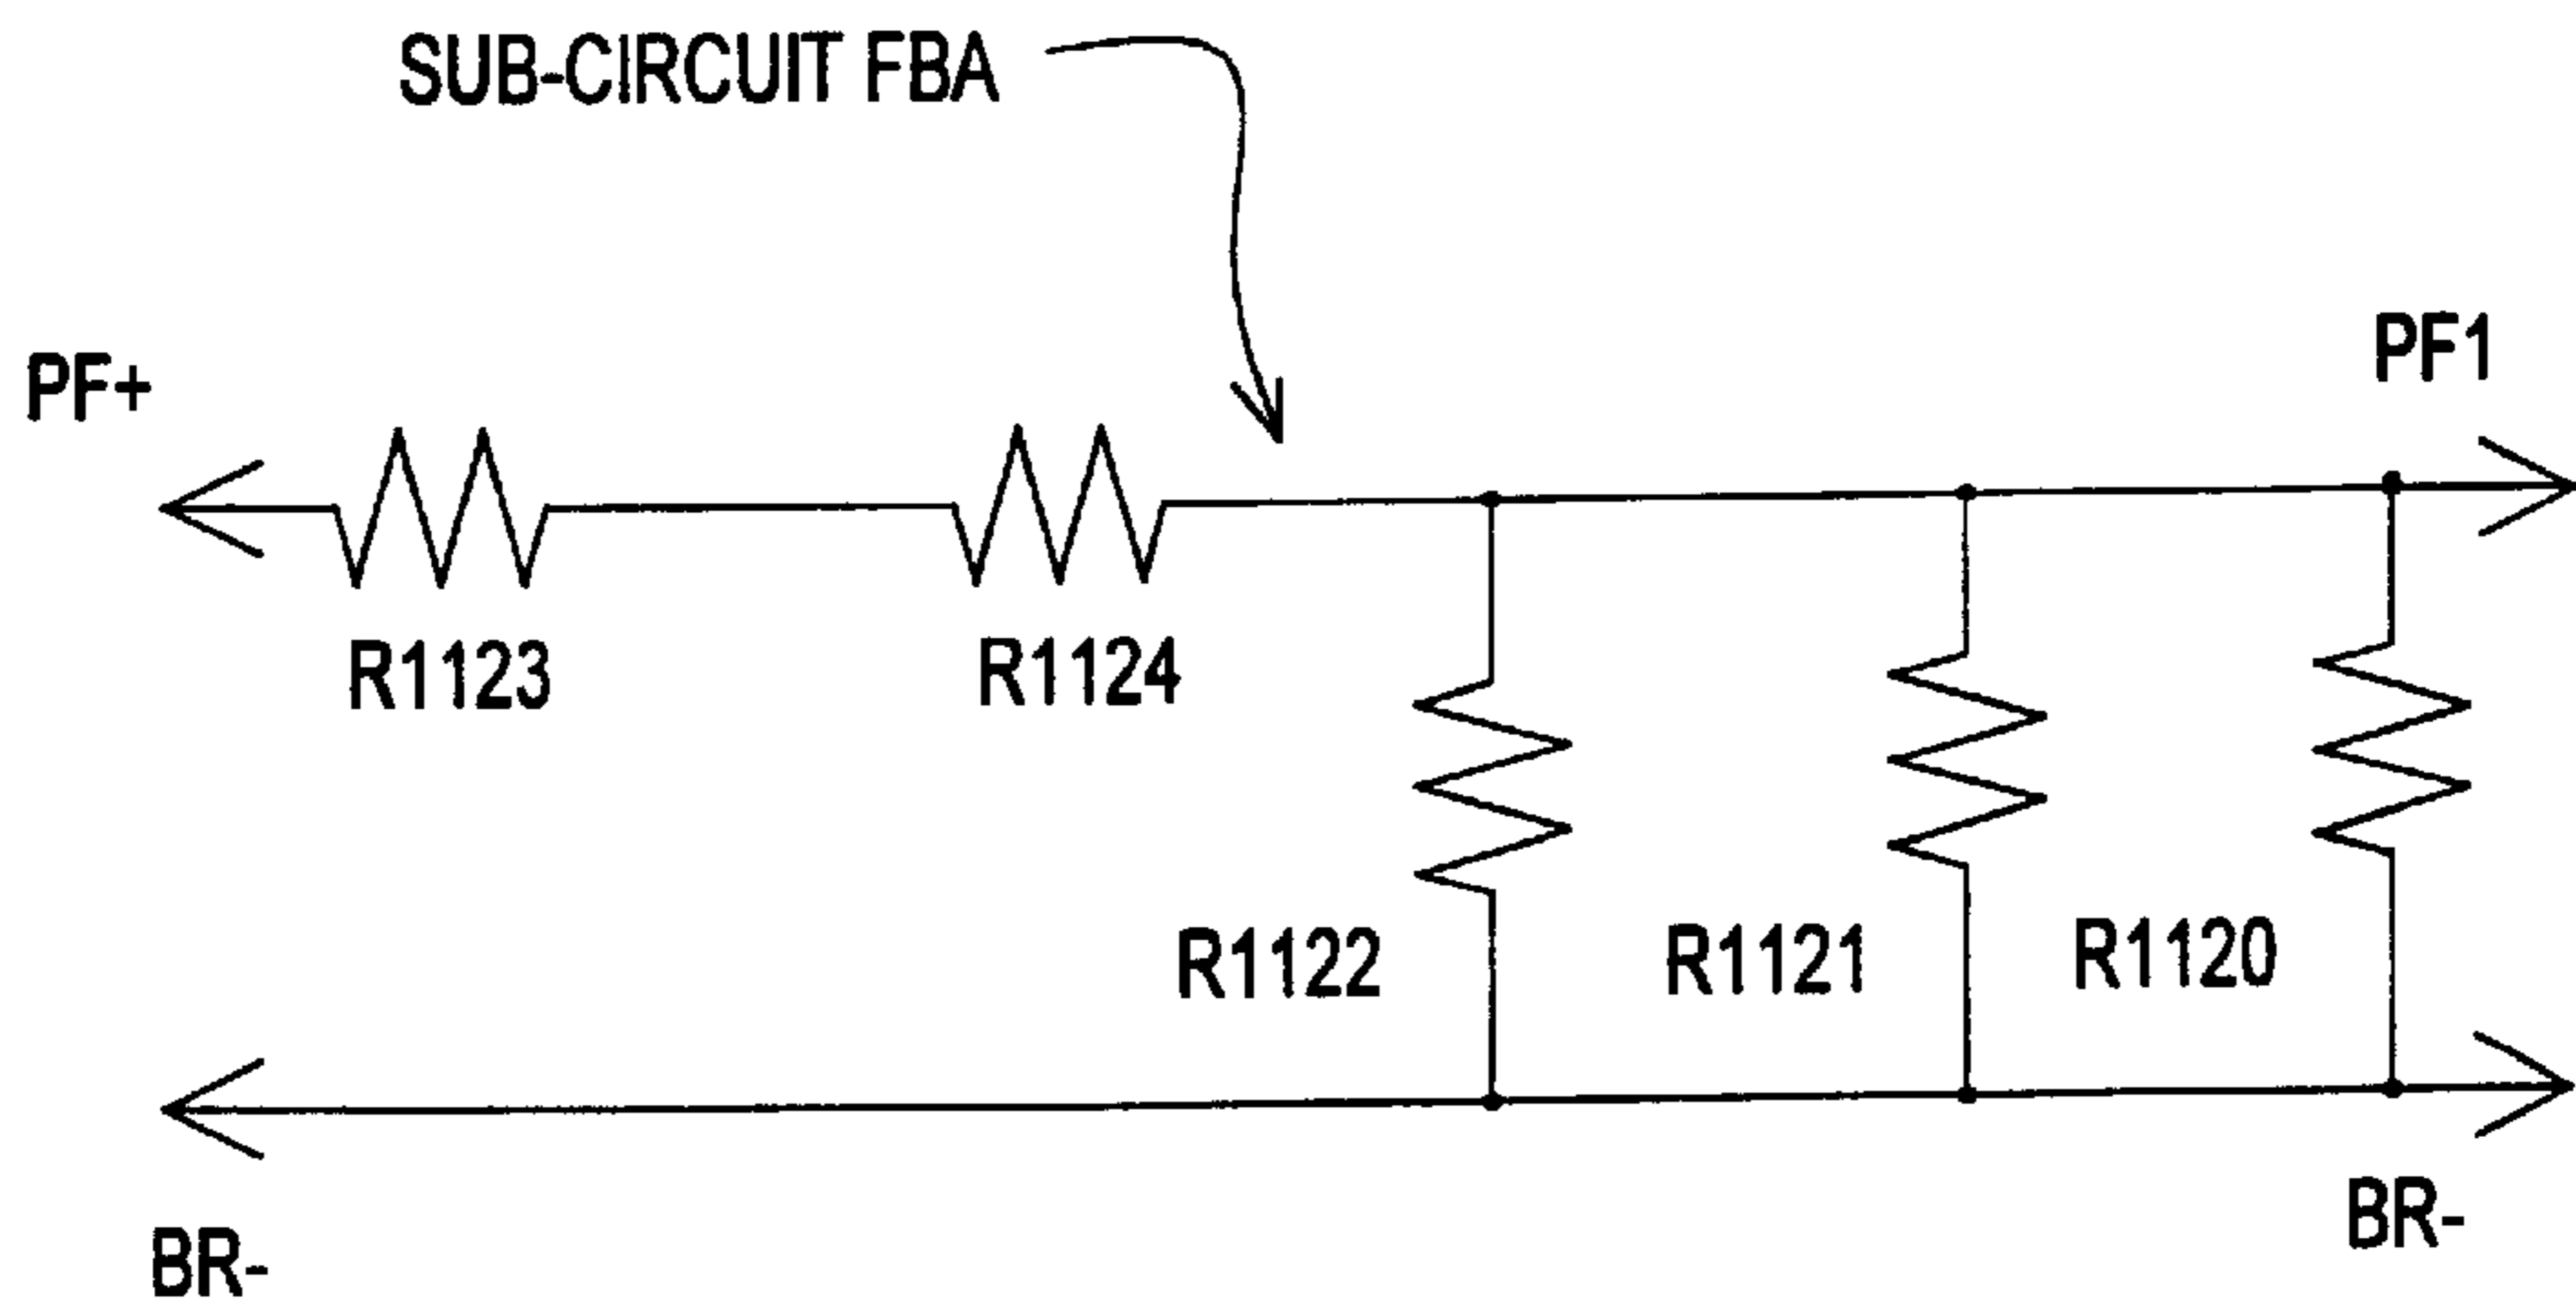 SUB-CIRCUIT FBA
PF+
PF1
R1123
R1124
R1122
R1121
R1120
BR-
BR-